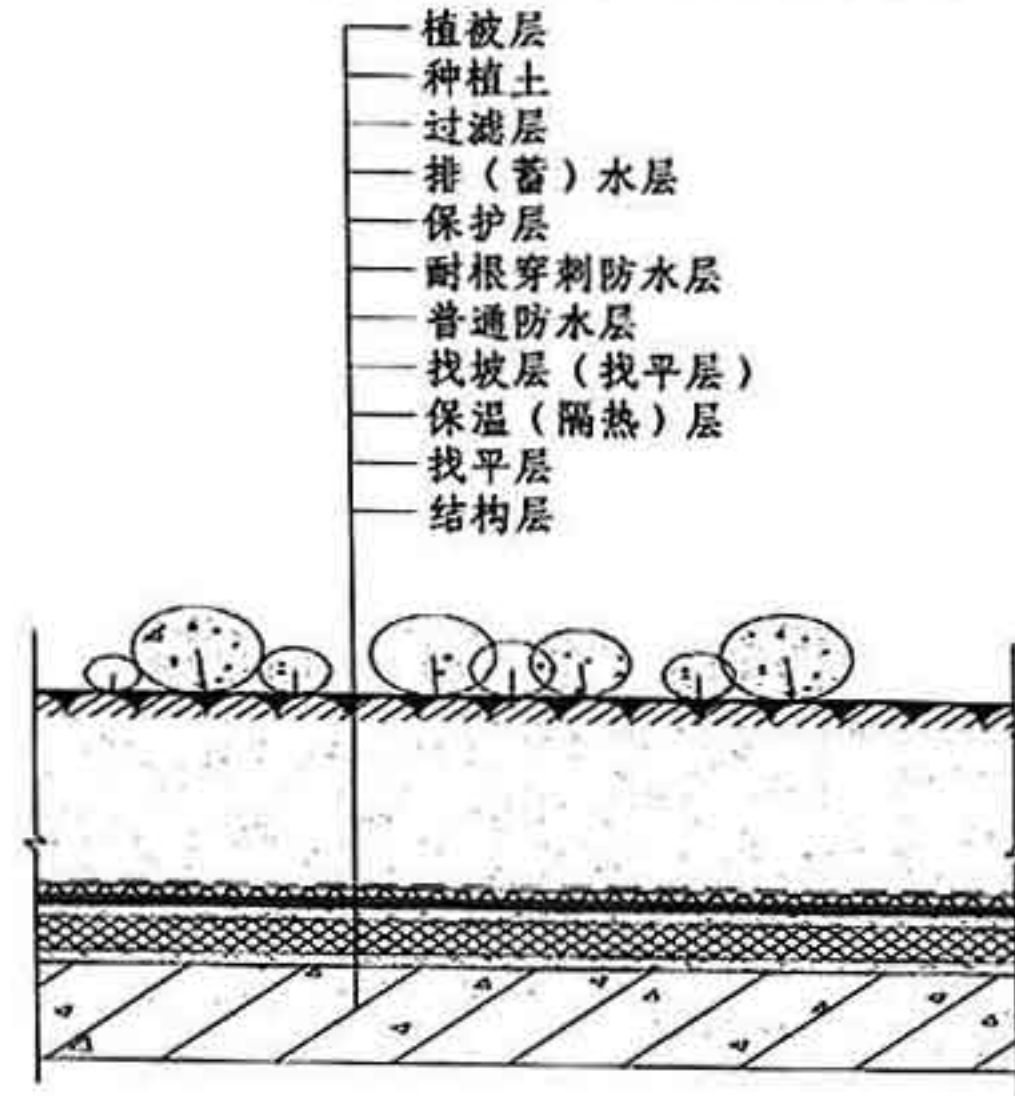 植被层
种植土
过滤层
排（蓄）水层
保护层
耐根穿刺防水层
普通防水层
找坡层（找平层）
保温（隔热）层
找平层
结构层